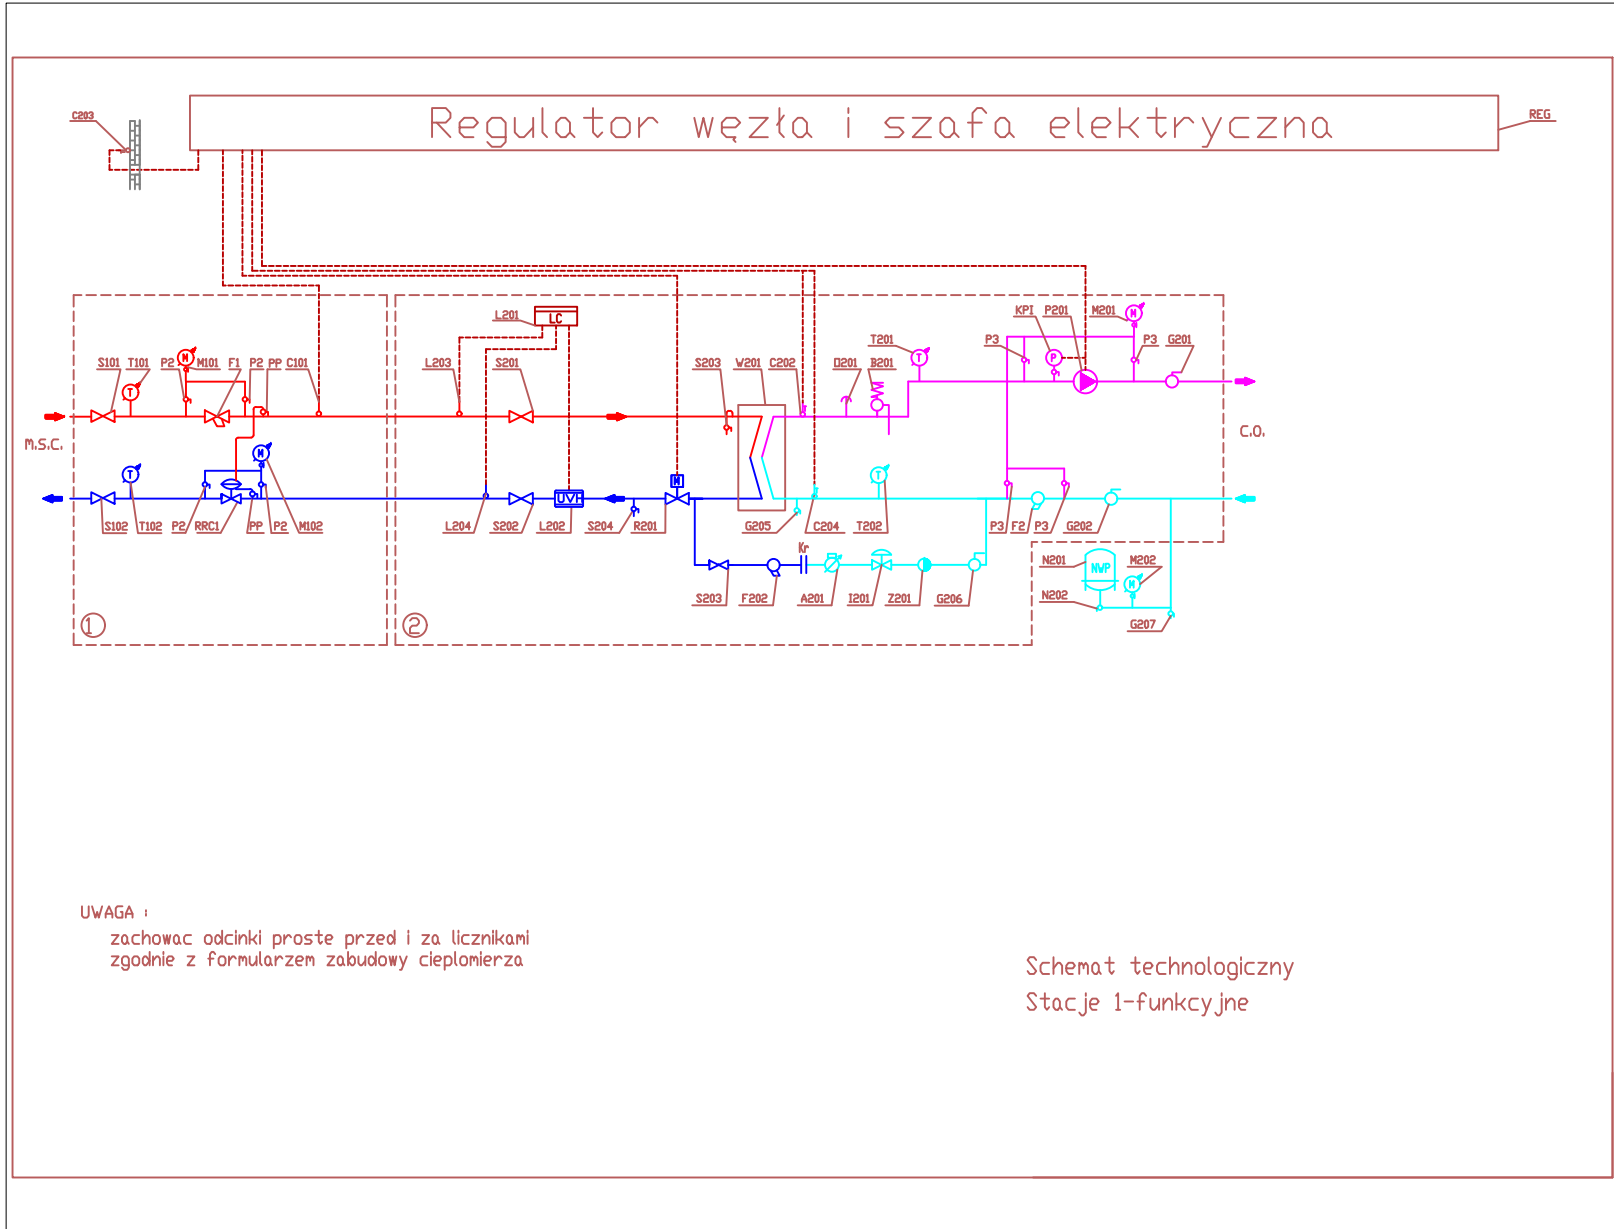 C203
Regulator węzła i szafa elektryczna
REG
L201
LC
KPI P201 M201
M
T201
P3 P3 G201
S101 T101 P2 M M101 F1 P2 PP C101
L203 S201 S203 W201 C202 D201 B201
T P
T
M.S.C. C.O.
M
T M T
UVP
S102 T102 P2 RRC1 PP P2 M102
L204 S202 L202 S204 R201 G205 C204 T202 P3 F2 P3 G202
Kr
N201 NWP M202
M
S203 F202 A201 I201 Z201 G206 N202
G207
1 2
UWAGA :
zachowac odcinki proste przed i za licznikami
zgodnie z formularzem zabudowy cieplomierza
Schemat technologiczny
Stacje 1-funkcyjne